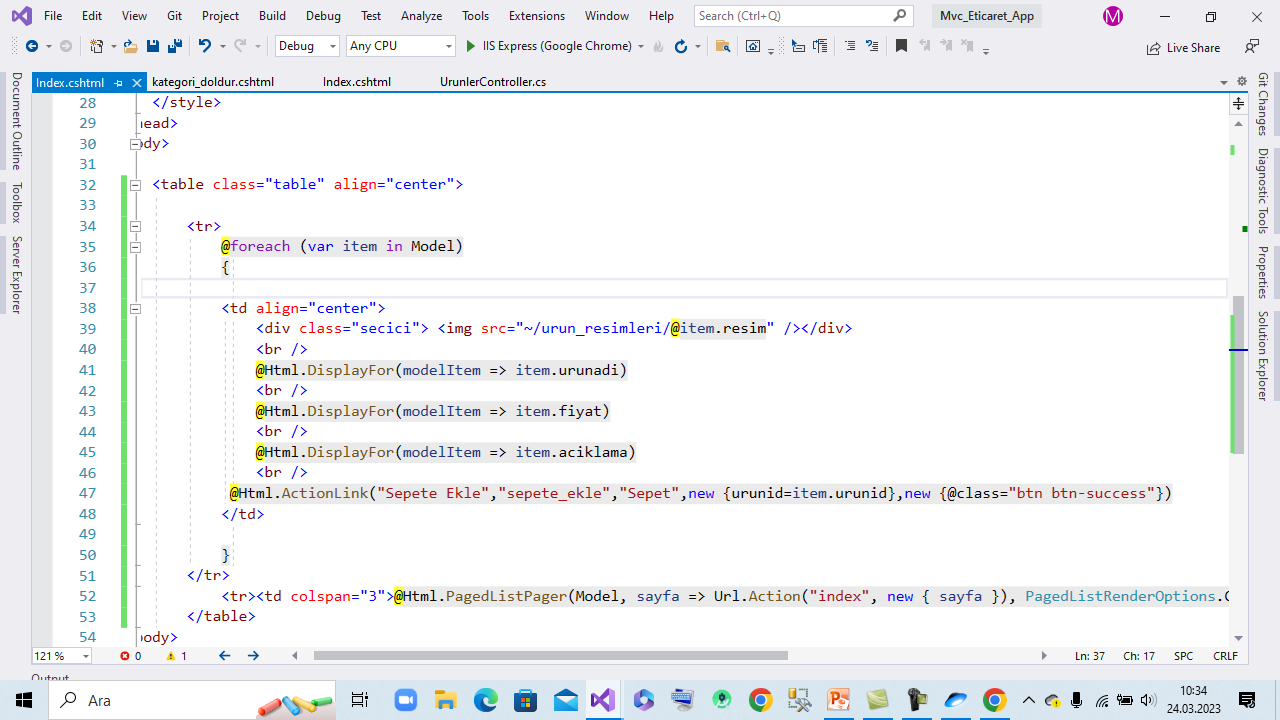 File Edit View Git Project Build Debug Test Analyze Tools Extensions Window Help Search (Ctrl+Q) Mvc_Eticaret_App M
Debug Any CPU IIS Express (Google Chrome) Live Share
Index.cshtml kategori_doldur.cshtml Index.cshtml UrunlerController.cs
Document Outline
Toolbox
Server Explorer
28 </style>
29 head>
30 ody>
31
32 <table class="table" align="center">
33
34 <tr>
35 @foreach (var item in Model)
36 {
37
38 <td align="center">
39 <div class="secici"> <img src="~/urun_resimleri/@item.resim" /></div>
40 <br />
41 @Html.DisplayFor(modelItem => item.urunadi)
42 <br />
43 @Html.DisplayFor(modelItem => item.fiyat)
44 <br />
45 @Html.DisplayFor(modelItem => item.aciklama)
46 <br />
47 @Html.ActionLink("Sepete Ekle","sepete_ekle","Sepet",new {urunid=item.urunid},new {@class="btn btn-success"})
48 </td>
49
50 }
51 </tr>
52 <tr><td colspan="3">@Html.PagedListPager(Model, sayfa => Url.Action("index", new { sayfa }), PagedListRenderOptions.
53 </table>
54 body>
Git Changes
Diagnostic Tools
Properties
Solution Explorer
121 % 0 1 Ln: 37 Ch: 17 SPC CRLF
Output
Ara 10:34
24.03.2023